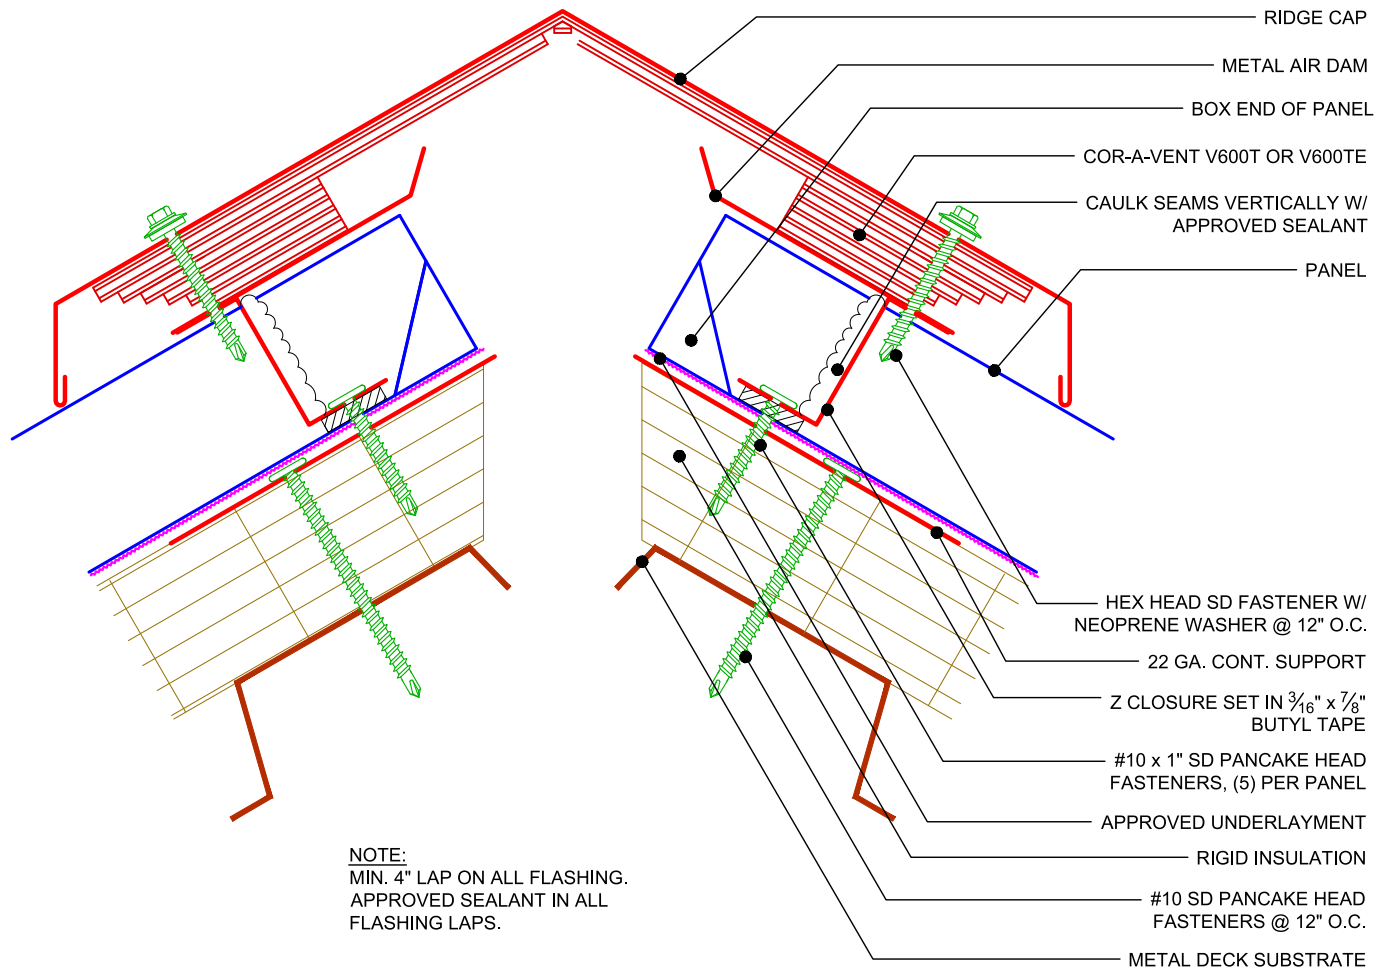 RIDGE CAP
METAL AIR DAM
BOX END OF PANEL
COR-A-VENT V600T OR V600TE
CAULK SEAMS VERTICALLY W/
APPROVED SEALANT
PANEL
HEX HEAD SD FASTENER W/
NEOPRENE WASHER @ 12" O.C.
22 GA. CONT. SUPPORT
Z CLOSURE SET IN 3/16" x 7/8"
BUTYL TAPE
#10 x 1" SD PANCAKE HEAD
FASTENERS, (5) PER PANEL
APPROVED UNDERLAYMENT
RIGID INSULATION
#10 SD PANCAKE HEAD
FASTENERS @ 12" O.C.
METAL DECK SUBSTRATE
NOTE:
MIN. 4" LAP ON ALL FLASHING.
APPROVED SEALANT IN ALL
FLASHING LAPS.